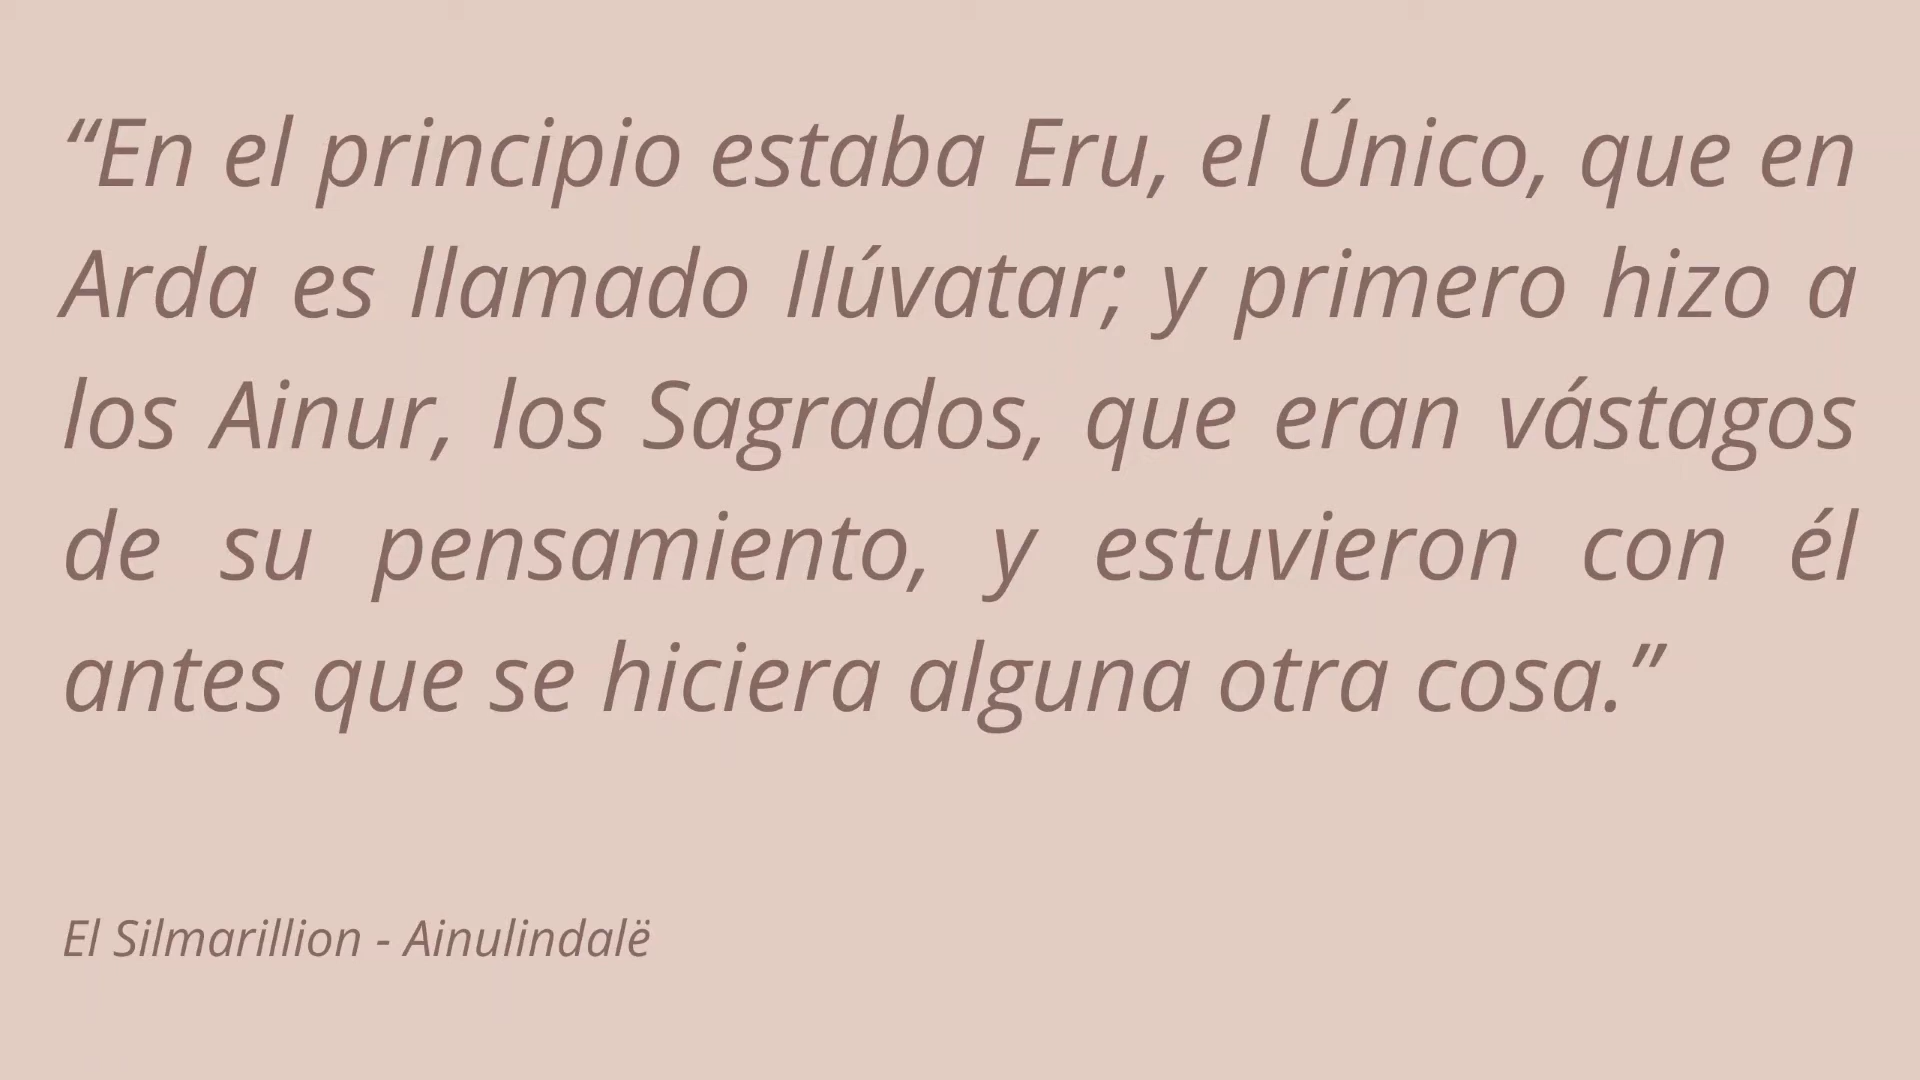 “En el principio estaba Eru, el Único, que en
Arda es llamado Ilúvatar; y primero hizo a
los Ainur, los Sagrados, que eran vástagos
de su pensamiento, y estuvieron con él
antes que se hiciera alguna otra cosa.”
El Silmarillion - Ainulindalë